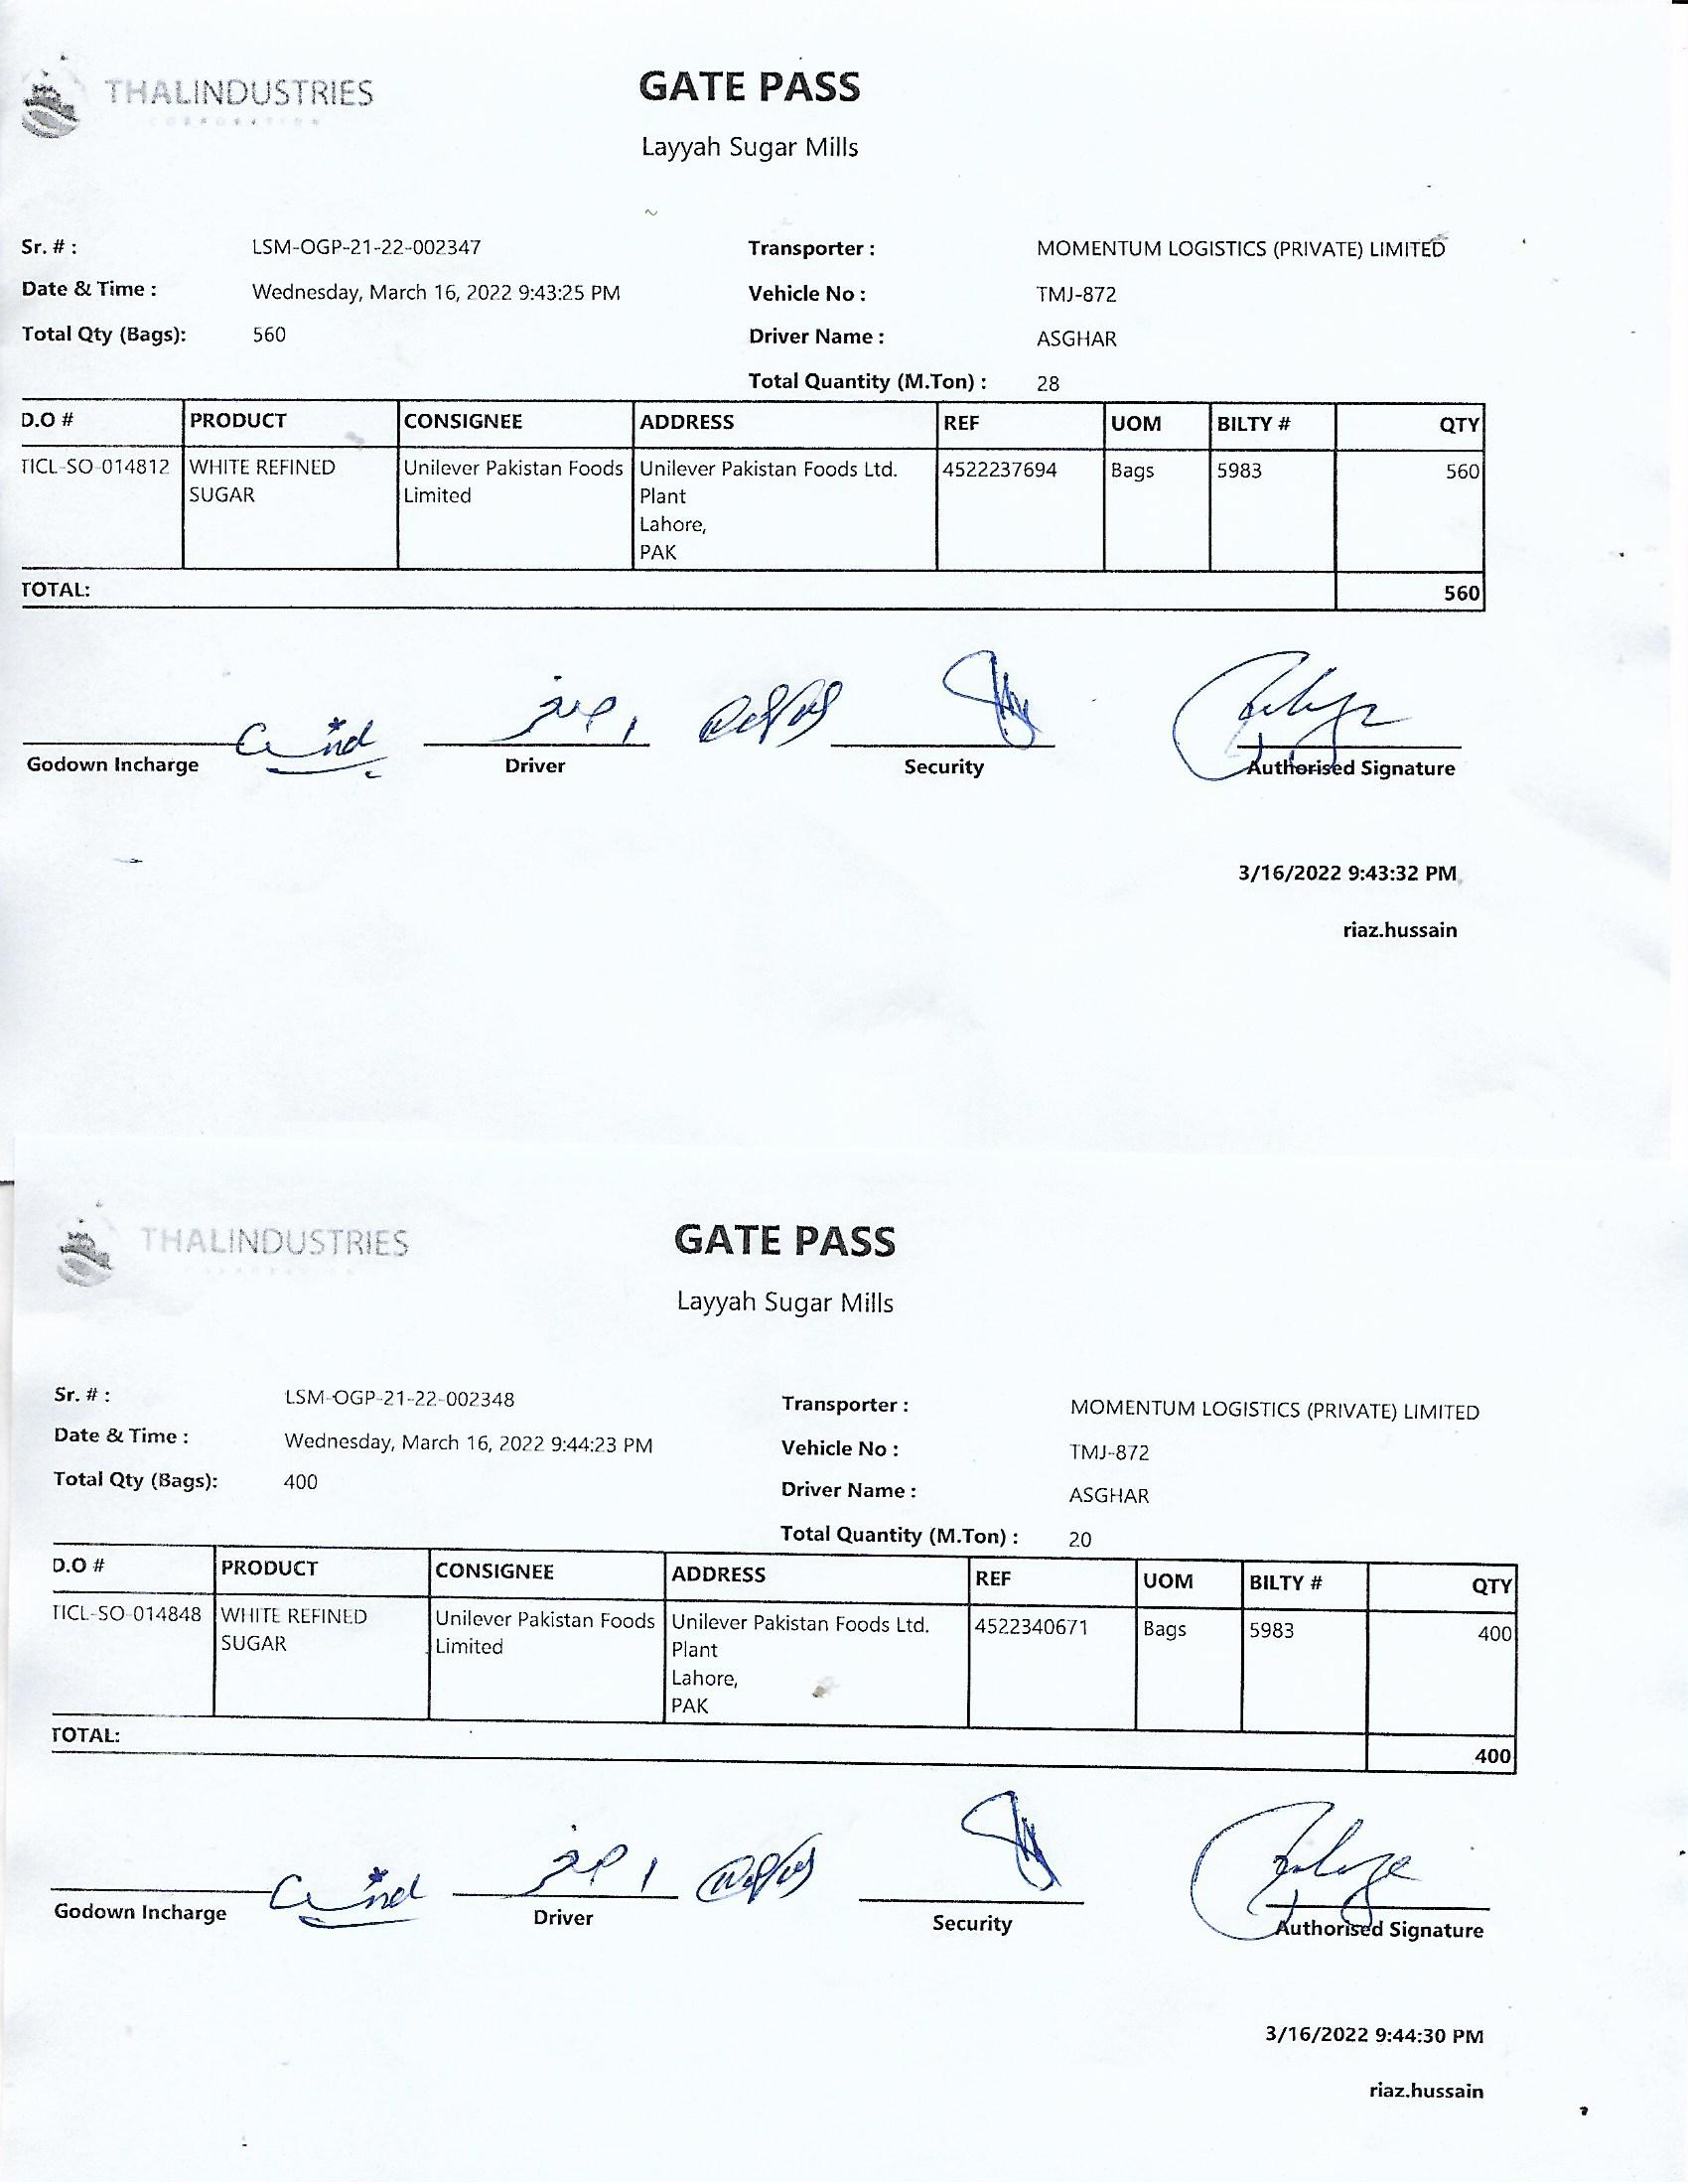 THALINDUSTRIES
CORPORATION
GATE PASS
Layyah Sugar Mills
Sr. # : LSM-OGP-21-22-002347 Transporter : MOMENTUM LOGISTICS (PRIVATE) LIMITED
Date & Time : Wednesday, March 16, 2022 9:43:25 PM Vehicle No : TMJ-872
Total Qty (Bags): 560 Driver Name : ASGHAR
Total Quantity (M.Ton) : 28
D.O # PRODUCT CONSIGNEE ADDRESS REF UOM BILTY # QTY
TICL-SO-014812 WHITE REFINED Unilever Pakistan Foods Unilever Pakistan Foods Ltd. 4522237694 Bags 5983 560
SUGAR Limited Plant
Lahore,
PAK
TOTAL: 560
Godown Incharge Driver Security Authorised Signature
3/16/2022 9:43:32 PM
riaz.hussain
THALINDUSTRIES
GATE PASS
Layyah Sugar Mills
Sr. # : LSM-OGP-21-22-002348 Transporter : MOMENTUM LOGISTICS (PRIVATE) LIMITED
Date & Time : Wednesday, March 16, 2022 9:44:23 PM Vehicle No : TMJ-872
Total Qty (Bags): 400 Driver Name : ASGHAR
Total Quantity (M.Ton) : 20
D.O # PRODUCT CONSIGNEE ADDRESS REF UOM BILTY # QTY
TICL-SO-014848 WHITE REFINED Unilever Pakistan Foods Unilever Pakistan Foods Ltd. 4522340671 Bags 5983 400
SUGAR Limited Plant
Lahore,
PAK
TOTAL: 400
Godown Incharge Driver Security Authorised Signature
3/16/2022 9:44:30 PM
riaz.hussain